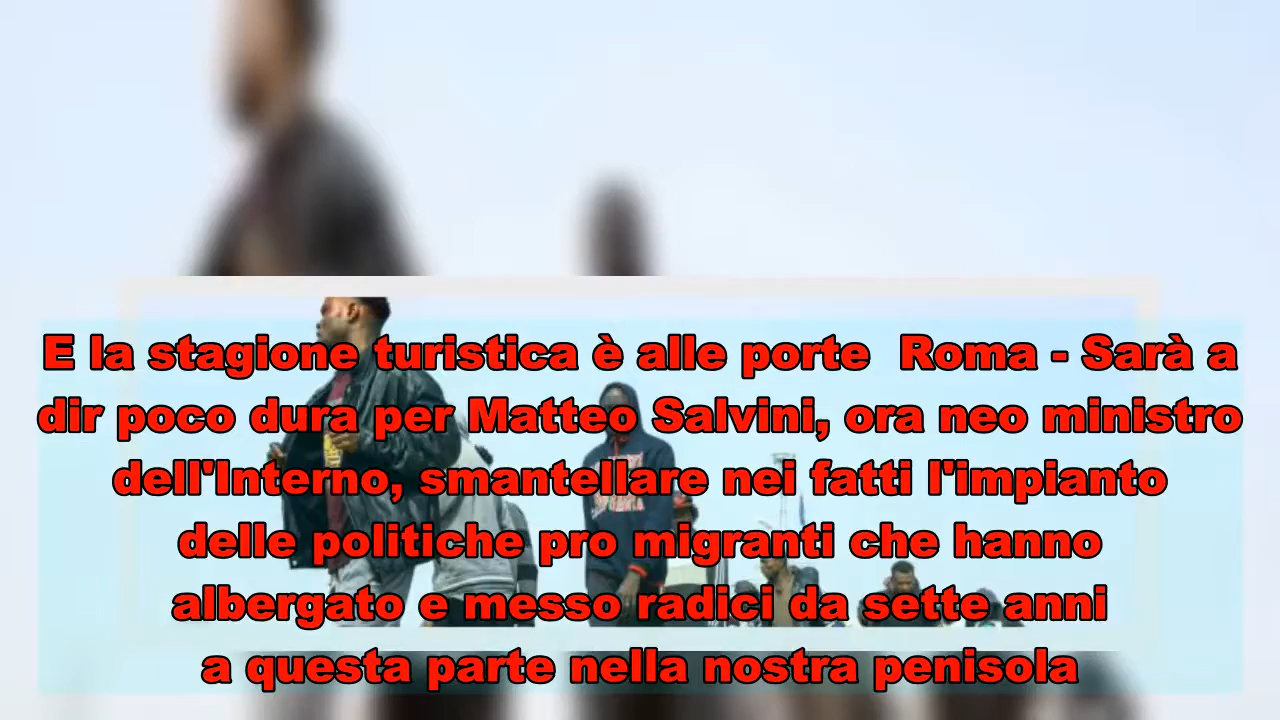 E la stagione turistica è alle porte  Roma - Sarà a
dir poco dura per Matteo Salvini, ora neo ministro
dell'Interno, smantellare nei fatti l'impianto
delle politiche pro migranti che hanno
albergato e messo radici da sette anni
a questa parte nella nostra penisola